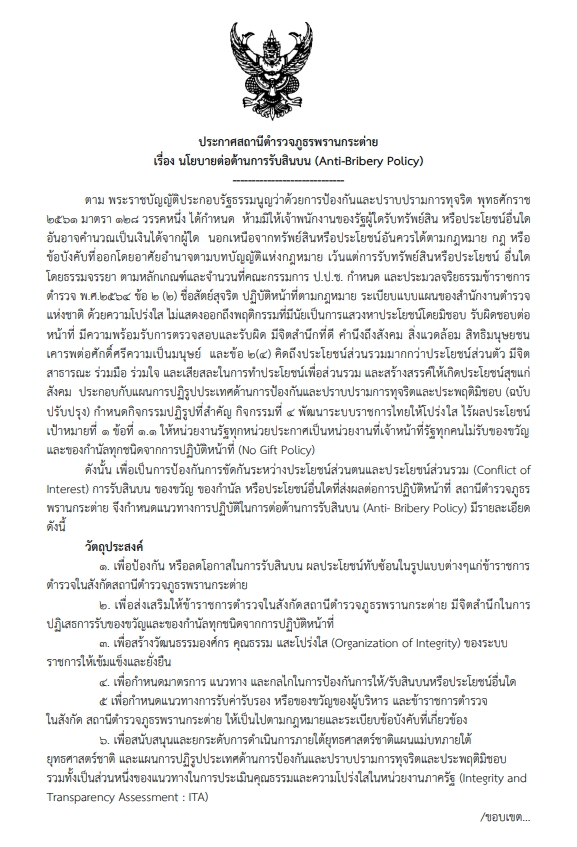 ประกาศสถานีตำรวจภูธรพรานกระต่าย
เรื่อง นโยบายต่อต้านการรับสินบน (Anti-Bribery Policy)
------------------------------
ตาม พระราชบัญญัติประกอบรัฐธรรมนูญว่าด้วยการป้องกันและปราบปรามการทุจริต พุทธศักราช
๒๕๖๑ มาตรา ๑๒๘ วรรคหนึ่ง ได้กำหนด ห้ามมิให้เจ้าพนักงานของรัฐผู้ใดรับทรัพย์สิน หรือประโยชน์อื่นใด
อันอาจคำนวณเป็นเงินได้จากผู้ใด นอกเหนือจากทรัพย์สินหรือประโยชน์อันควรได้ตามกฎหมาย กฎ หรือ
ข้อบังคับที่ออกโดยอาศัยอำนาจตามบทบัญญัติแห่งกฎหมาย เว้นแต่การรับทรัพย์สินหรือประโยชน์ อื่นใด
โดยธรรมจรรยา ตามหลักเกณฑ์และจำนวนที่คณะกรรมการ ป.ป.ช. กำหนด และประมวลจริยธรรมข้าราชการ
ตำรวจ พ.ศ.๒๕๖๔ ข้อ ๒ (๒) ซื่อสัตย์สุจริต ปฏิบัติหน้าที่ตามกฎหมาย ระเบียบแบบแผนของสำนักงานตำรวจ
แห่งชาติ ด้วยความโปร่งใส ไม่แสดงออกถึงพฤติกรรมที่มีนัยเป็นการแสวงหาประโยชน์โดยมิชอบ รับผิดชอบต่อ
หน้าที่ มีความพร้อมรับการตรวจสอบและรับผิด มีจิตสำนึกที่ดี คำนึงถึงสังคม สิ่งแวดล้อม สิทธิมนุษยชน
เคารพต่อศักดิ์ศรีความเป็นมนุษย์ และข้อ ๒(๔) คิดถึงประโยชน์ส่วนรวมมากกว่าประโยชน์ส่วนตัว มีจิต
สาธารณะ ร่วมมือ ร่วมใจ และเสียสละในการทำประโยชน์เพื่อส่วนรวม และสร้างสรรค์ให้เกิดประโยชน์สุขแก่
สังคม ประกอบกับแผนการปฏิรูปประเทศด้านการป้องกันและปราบปรามการทุจริตและประพฤติมิชอบ (ฉบับ
ปรับปรุง) กำหนดกิจกรรมปฏิรูปที่สำคัญ กิจกรรมที่ ๔ พัฒนาระบบราชการไทยให้โปร่งใส ไร้ผลประโยชน์
เป้าหมายที่ ๑ ข้อที่ ๑.๑ ให้หน่วยงานรัฐทุกหน่วยประกาศเป็นหน่วยงานที่เจ้าหน้าที่รัฐทุกคนไม่รับของขวัญ
และของกำนัลทุกชนิดจากการปฏิบัติหน้าที่ (No Gift Policy)
ดังนั้น เพื่อเป็นการป้องกันการขัดกันระหว่างประโยชน์ส่วนตนและประโยชน์ส่วนรวม (Conflict of
Interest) การรับสินบน ของขวัญ ของกำนัล หรือประโยชน์อื่นใดที่ส่งผลต่อการปฏิบัติหน้าที่ สถานีตำรวจภูธร
พรานกระต่าย จึงกำหนดแนวทางการปฏิบัติในการต่อต้านการรับสินบน (Anti- Bribery Policy) มีรายละเอียด
ดังนี้
วัตถุประสงค์
๑. เพื่อป้องกัน หรือลดโอกาสในการรับสินบน ผลประโยชน์ทับซ้อนในรูปแบบต่างๆแก่ข้าราชการ
ตำรวจในสังกัดสถานีตำรวจภูธรพรานกระต่าย
๒. เพื่อส่งเสริมให้ข้าราชการตำรวจในสังกัดสถานีตำรวจภูธรพรานกระต่าย มีจิตสำนึกในการ
ปฏิเสธการรับของขวัญและของกำนัลทุกชนิดจากการปฏิบัติหน้าที่
๓. เพื่อสร้างวัฒนธรรมองค์กร คุณธรรม และโปร่งใส (Organization of Integrity) ของระบบ
ราชการให้เข้มแข็งและยั่งยืน
๔. เพื่อกำหนดมาตรการ แนวทาง และกลไกในการป้องกันการให้/รับสินบนหรือประโยชน์อื่นใด
๕ เพื่อกำหนดแนวทางการรับค่ารับรอง หรือของขวัญของผู้บริหาร และข้าราชการตำรวจ
ในสังกัด สถานีตำรวจภูธรพรานกระต่าย ให้เป็นไปตามกฎหมายและระเบียบข้อบังคับที่เกี่ยวข้อง
๖. เพื่อสนับสนุนและยกระดับการดำเนินการภายใต้ยุทธศาสตร์ชาติแผนแม่บทภายใต้
ยุทธศาสตร์ชาติ และแผนการปฏิรูปประเทศด้านการป้องกันและปราบปรามการทุจริตและประพฤติมิชอบ
รวมทั้งเป็นส่วนหนึ่งของแนวทางในการประเมินคุณธรรมและความโปร่งใสในหน่วยงานภาครัฐ (Integrity and
Transparency Assessment : ITA)
/ขอบเขต...